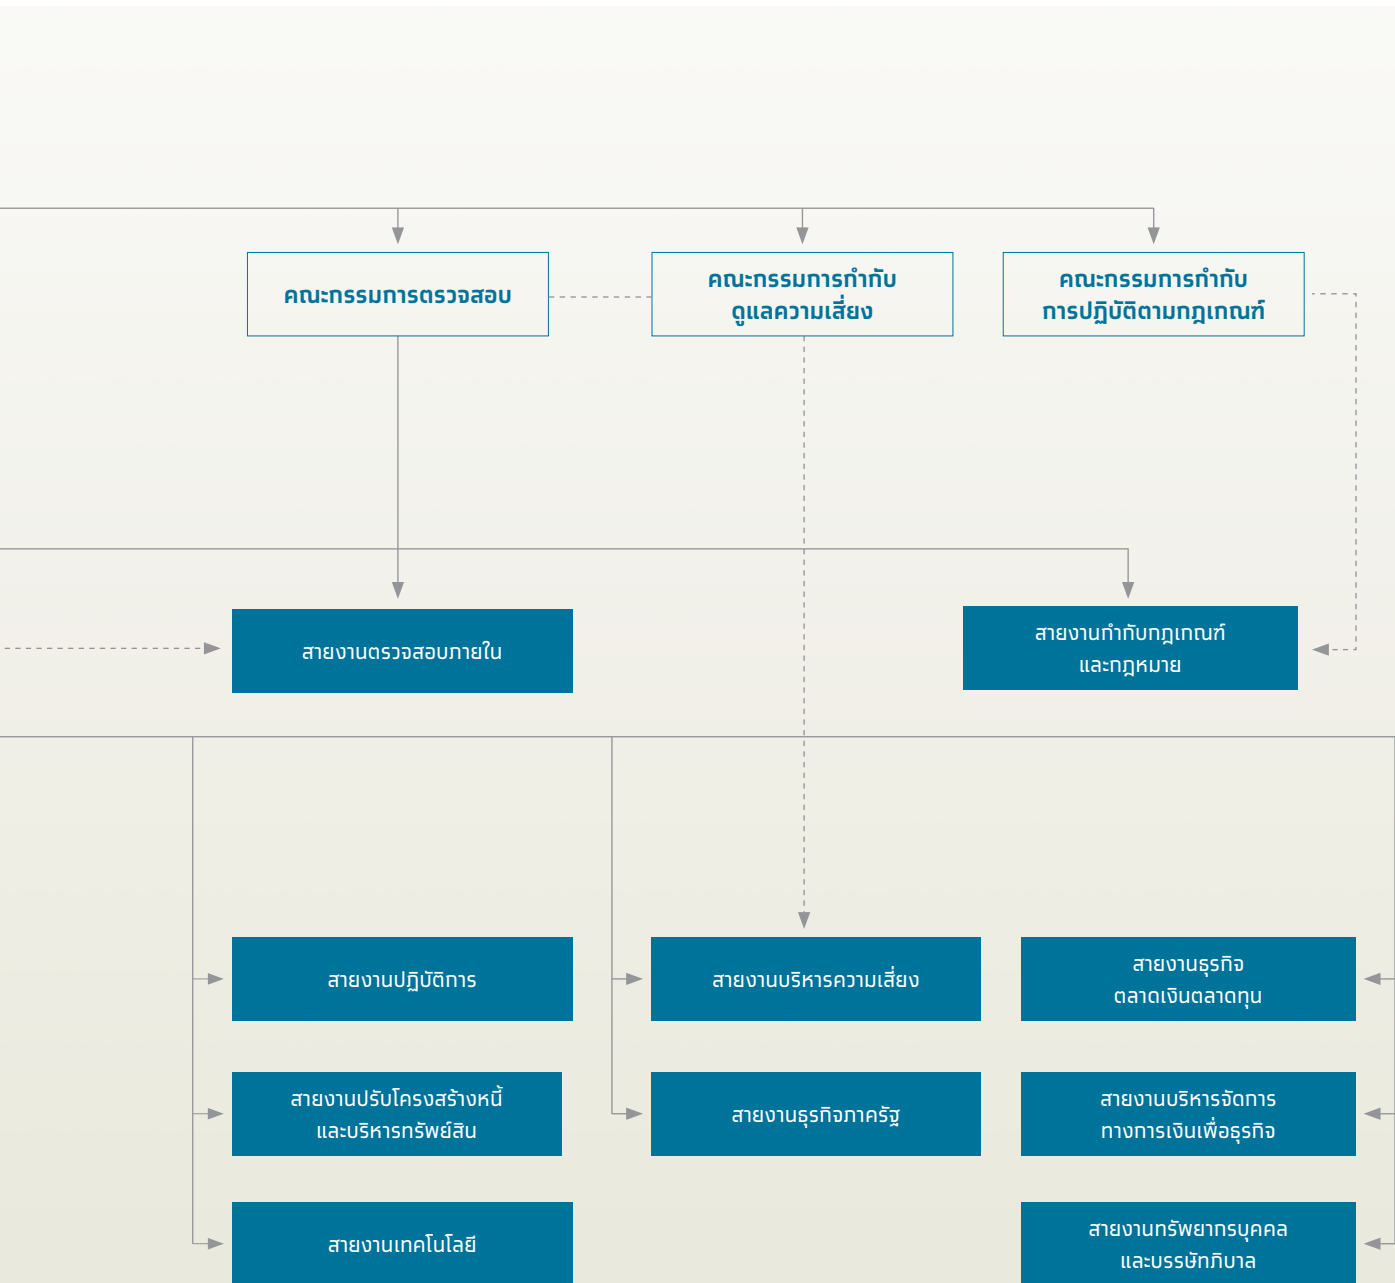 คณะกรรมการตรวจสอบ
คณะกรรมการกำกับ
ดูแลความเสี่ยง
คณะกรรมการกำกับ
การปฏิบัติตามกฎเกณฑ์
สายงานตรวจสอบภายใน
สายงานกำกับกฎเกณฑ์
และกฎหมาย
สายงานปฏิบัติการ
สายงานบริหารความเสี่ยง
สายงานธุรกิจ
ตลาดเงินตลาดทุน
สายงานปรับโครงสร้างหนี้
และบริหารทรัพย์สิน
สายงานธุรกิจภาครัฐ
สายงานบริหารจัดการ
ทางการเงินเพื่อธุรกิจ
สายงานเทคโนโลยี
สายงานทรัพยากรบุคคล
และบรรษัทภิบาล